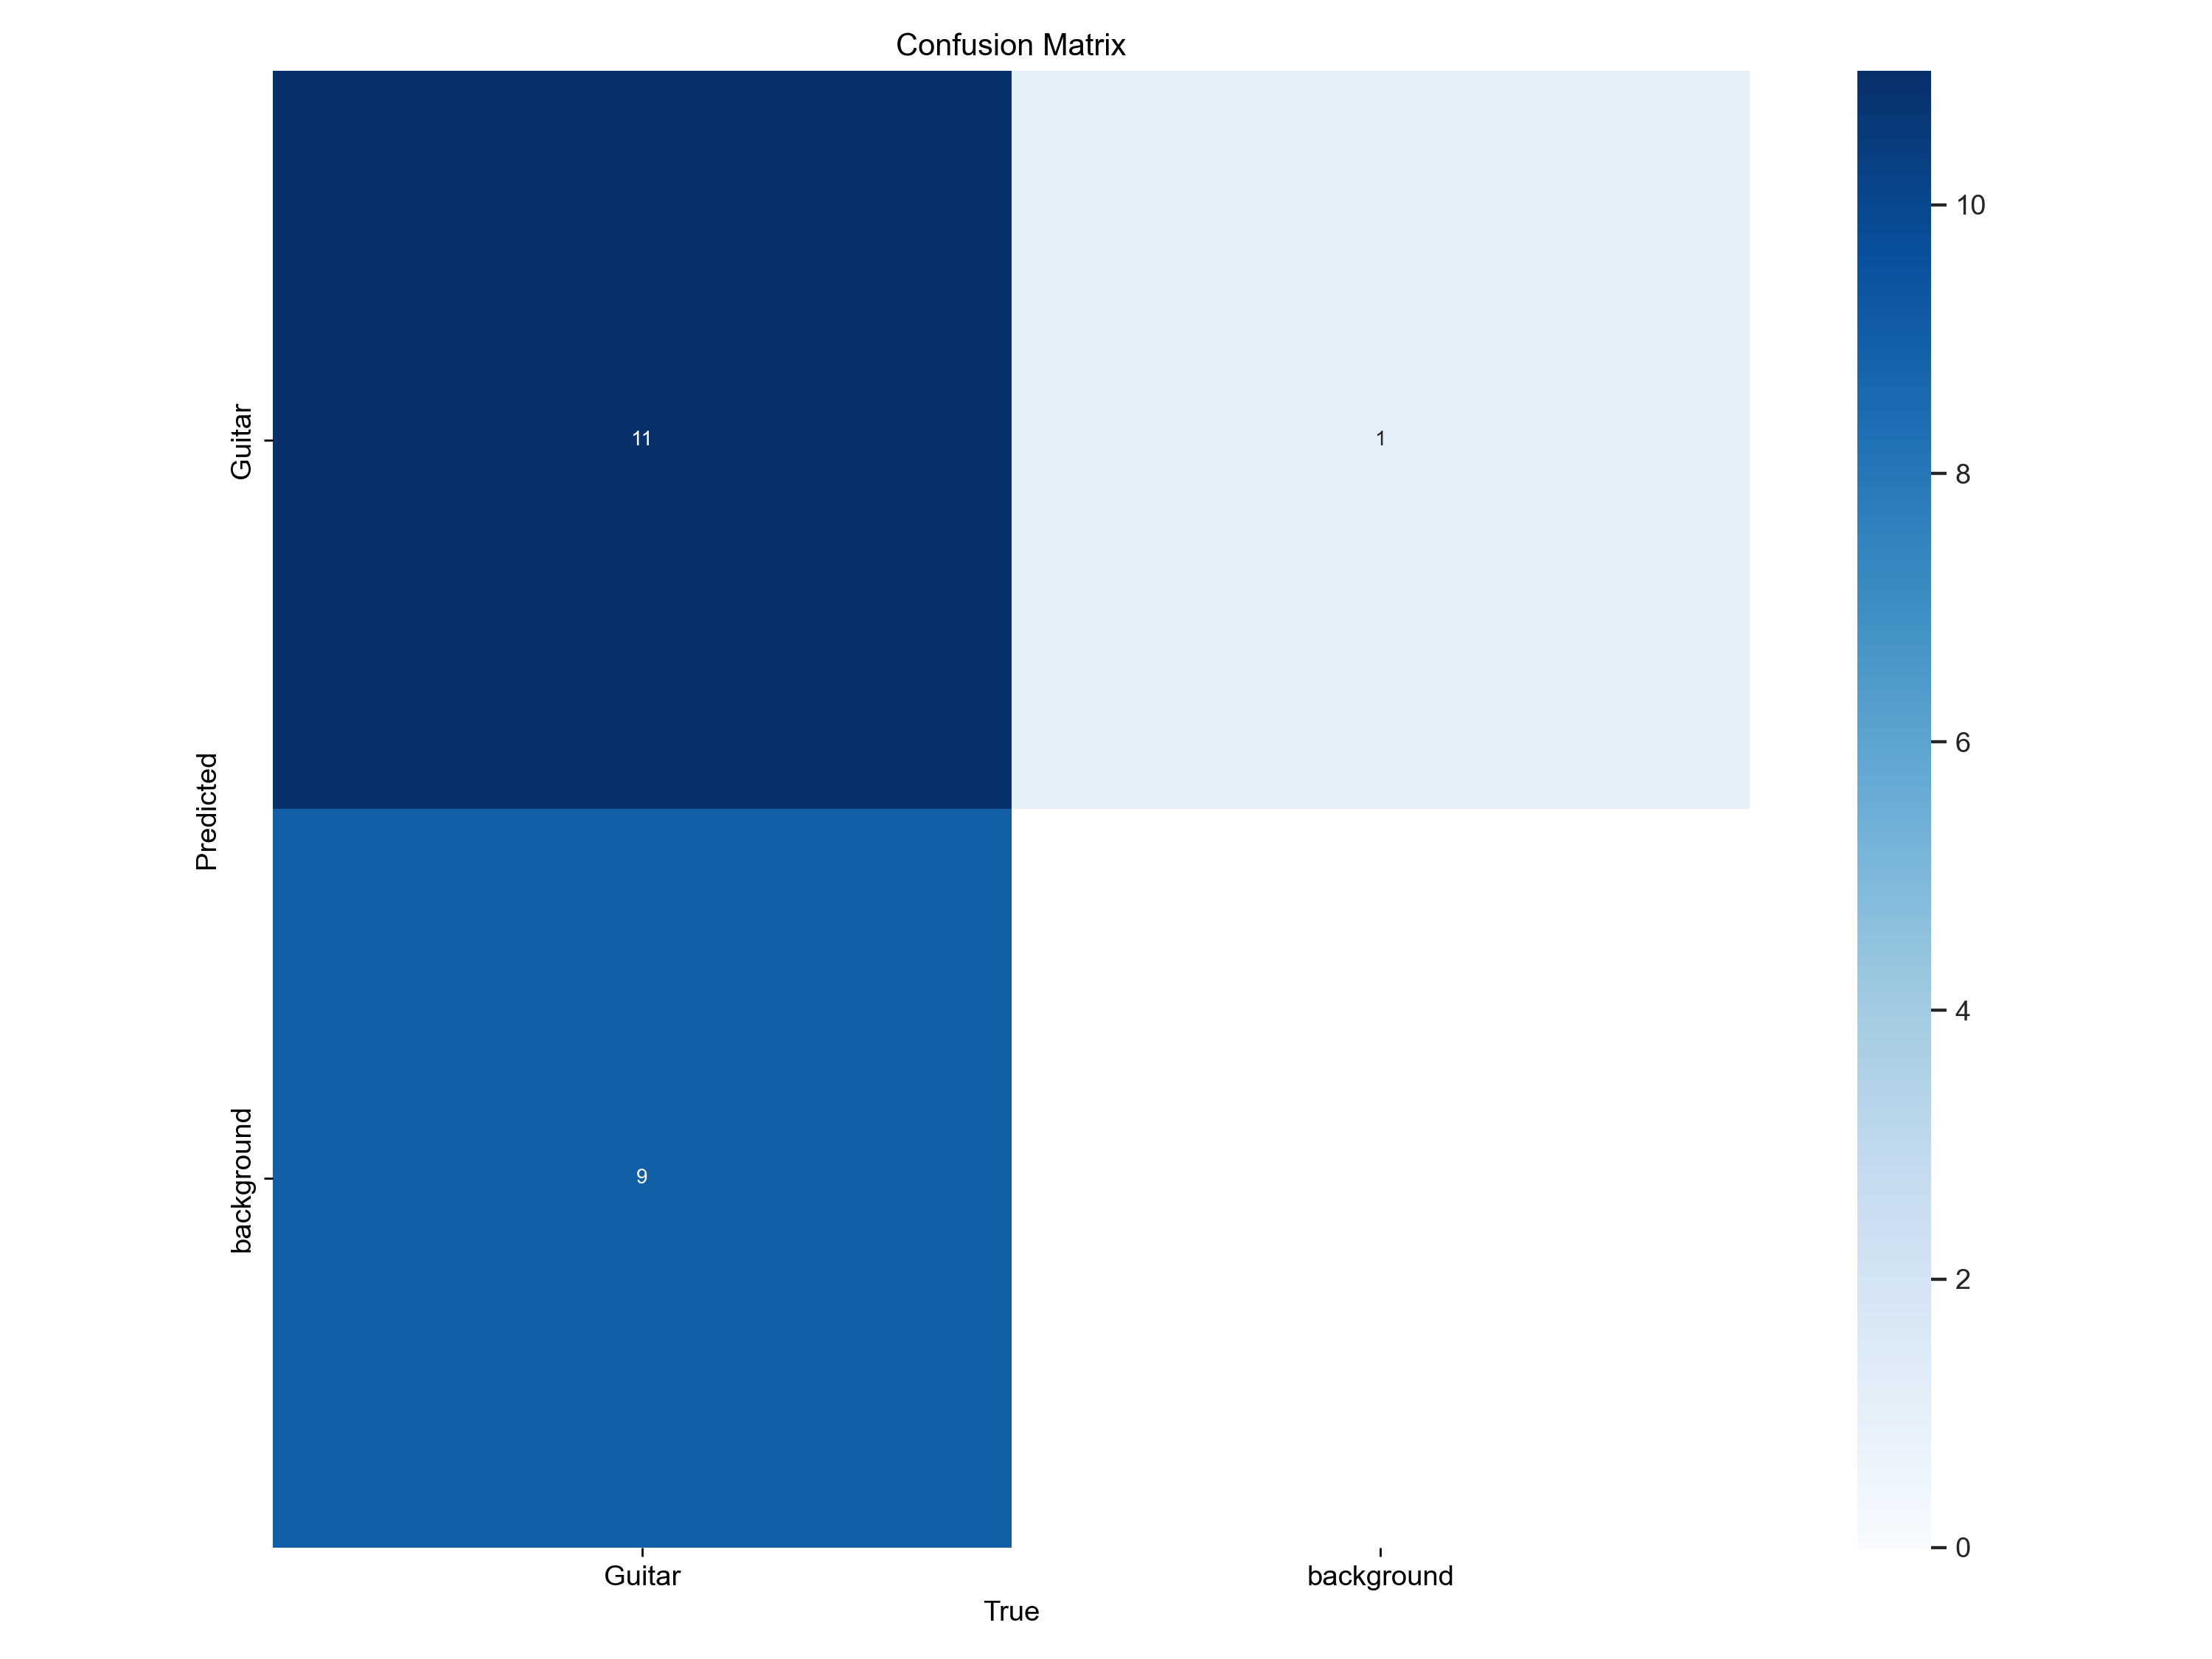 Confusion Matrix
Guitar
11
1
10
8
Predicted
6
4
background
9
2
0
Guitar
background
True